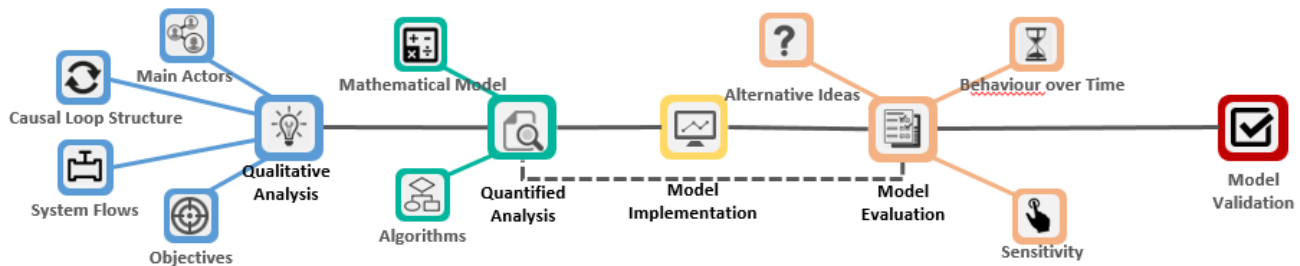 Main Actors
Causal Loop Structure
System Flows
Objectives
Qualitative
Analysis
Mathematical Model
Algorithms
Quantified
Analysis
Model
Implementation
Alternative Ideas
Behaviour over Time
Model
Evaluation
Sensitivity
Model
Validation